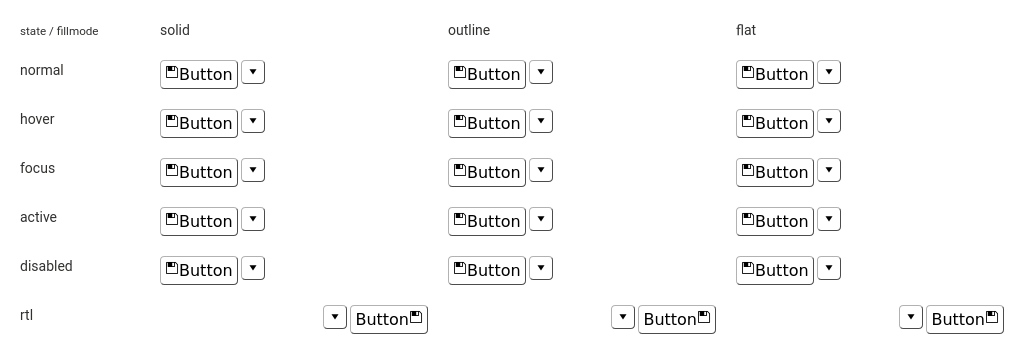 state / fillmode solid outline flat
normal Button Button Button
hover Button Button Button
focus Button Button Button
active Button Button Button
disabled Button Button Button
rtl Button Button Button